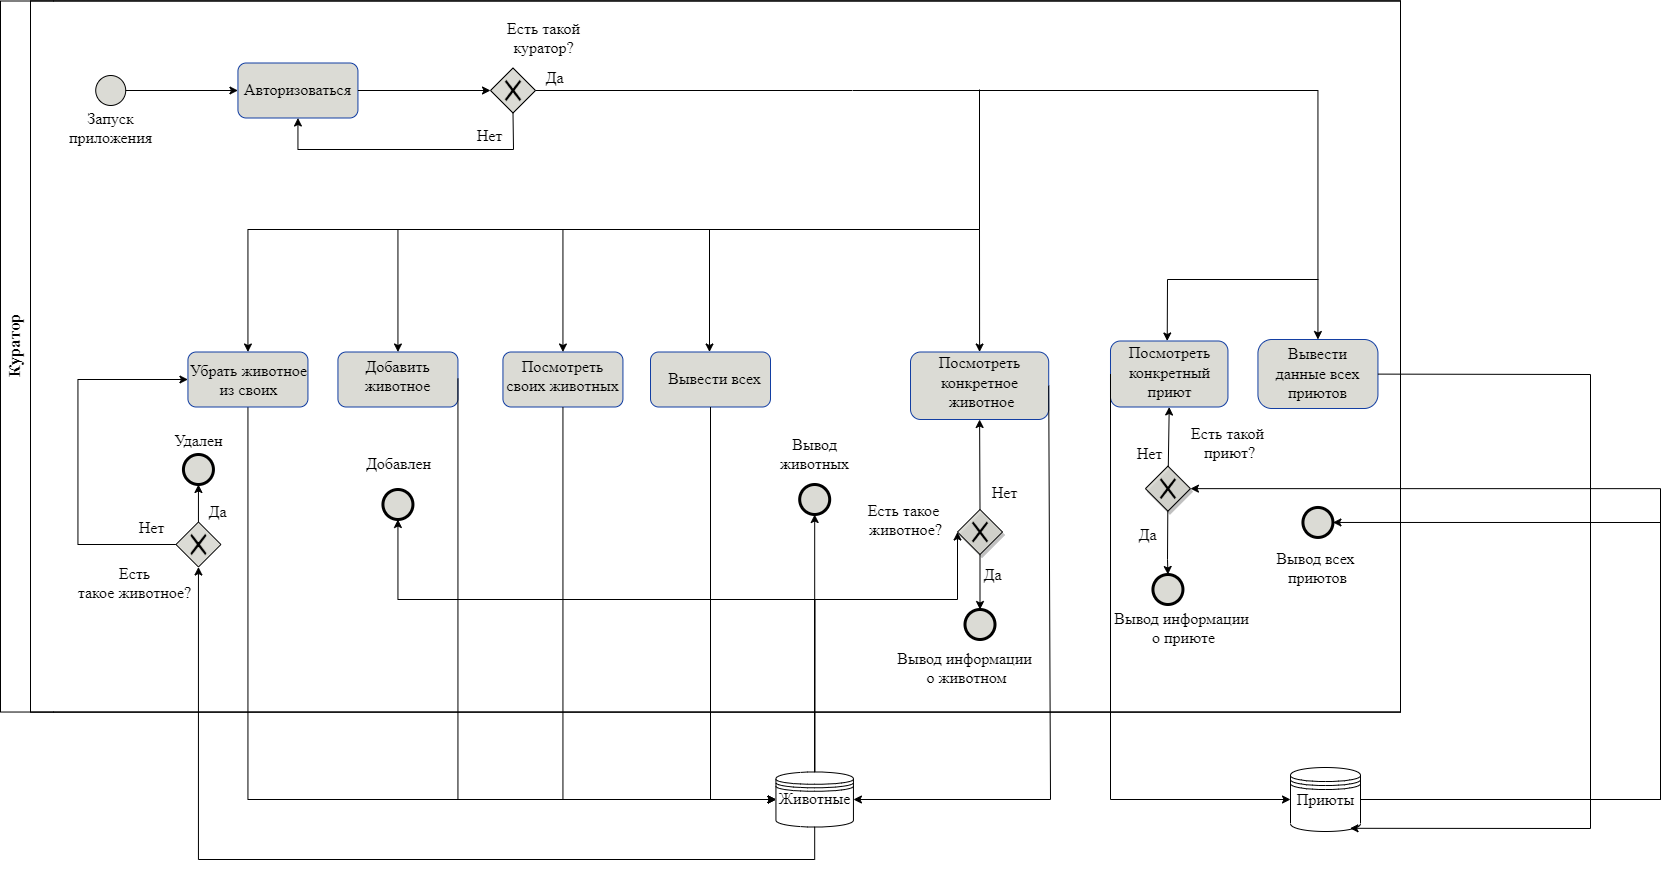 Куратор
Есть такой
куратор?
Да
Авторизоваться
Запуск
приложения
Нет
Убрать животное
из своих
Добавить
животное
Посмотреть
своих животных
Вывести всех
Посмотреть
конкретное
животное
Посмотреть
конкретный
приют
Вывести
данные всех
приютов
Удален
Да
Нет
Есть
такое животное?
Добавлен
Вывод
животных
Есть такое
животное?
Нет
Да
Вывод информации
о животном
Есть такой
приют?
Нет
Да
Вывод информации
о приюте
Вывод всех
приютов
Животные
Приюты